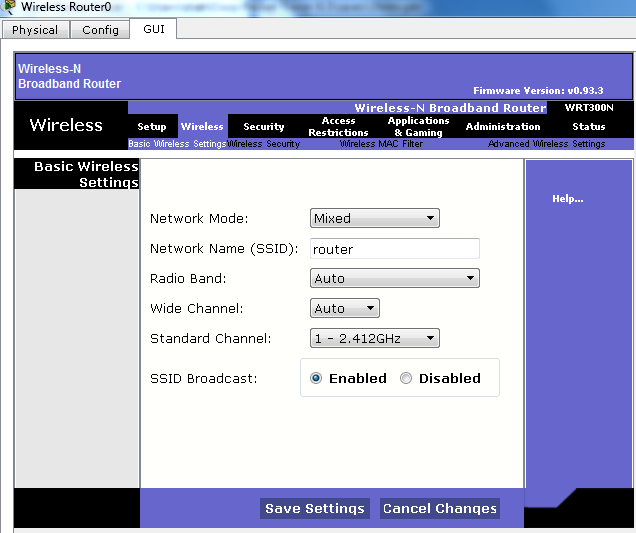 Wireless Router0
Physical Config GUI
Wireless-N
Broadband Router
Firmware Version: v0.93.3
Wireless-N Broadband Router WRT300N
Wireless
Setup Wireless Security Access Restrictions Applications & Gaming Administration Status
Basic Wireless Settings Wireless Security Wireless MAC Filter Advanced Wireless Settings
Basic Wireless
Settings
Help...
Network Mode: Mixed
Network Name (SSID): router
Radio Band: Auto
Wide Channel: Auto
Standard Channel: 1 - 2.412GHz
SSID Broadcast: Enabled Disabled
Save Settings Cancel Changes